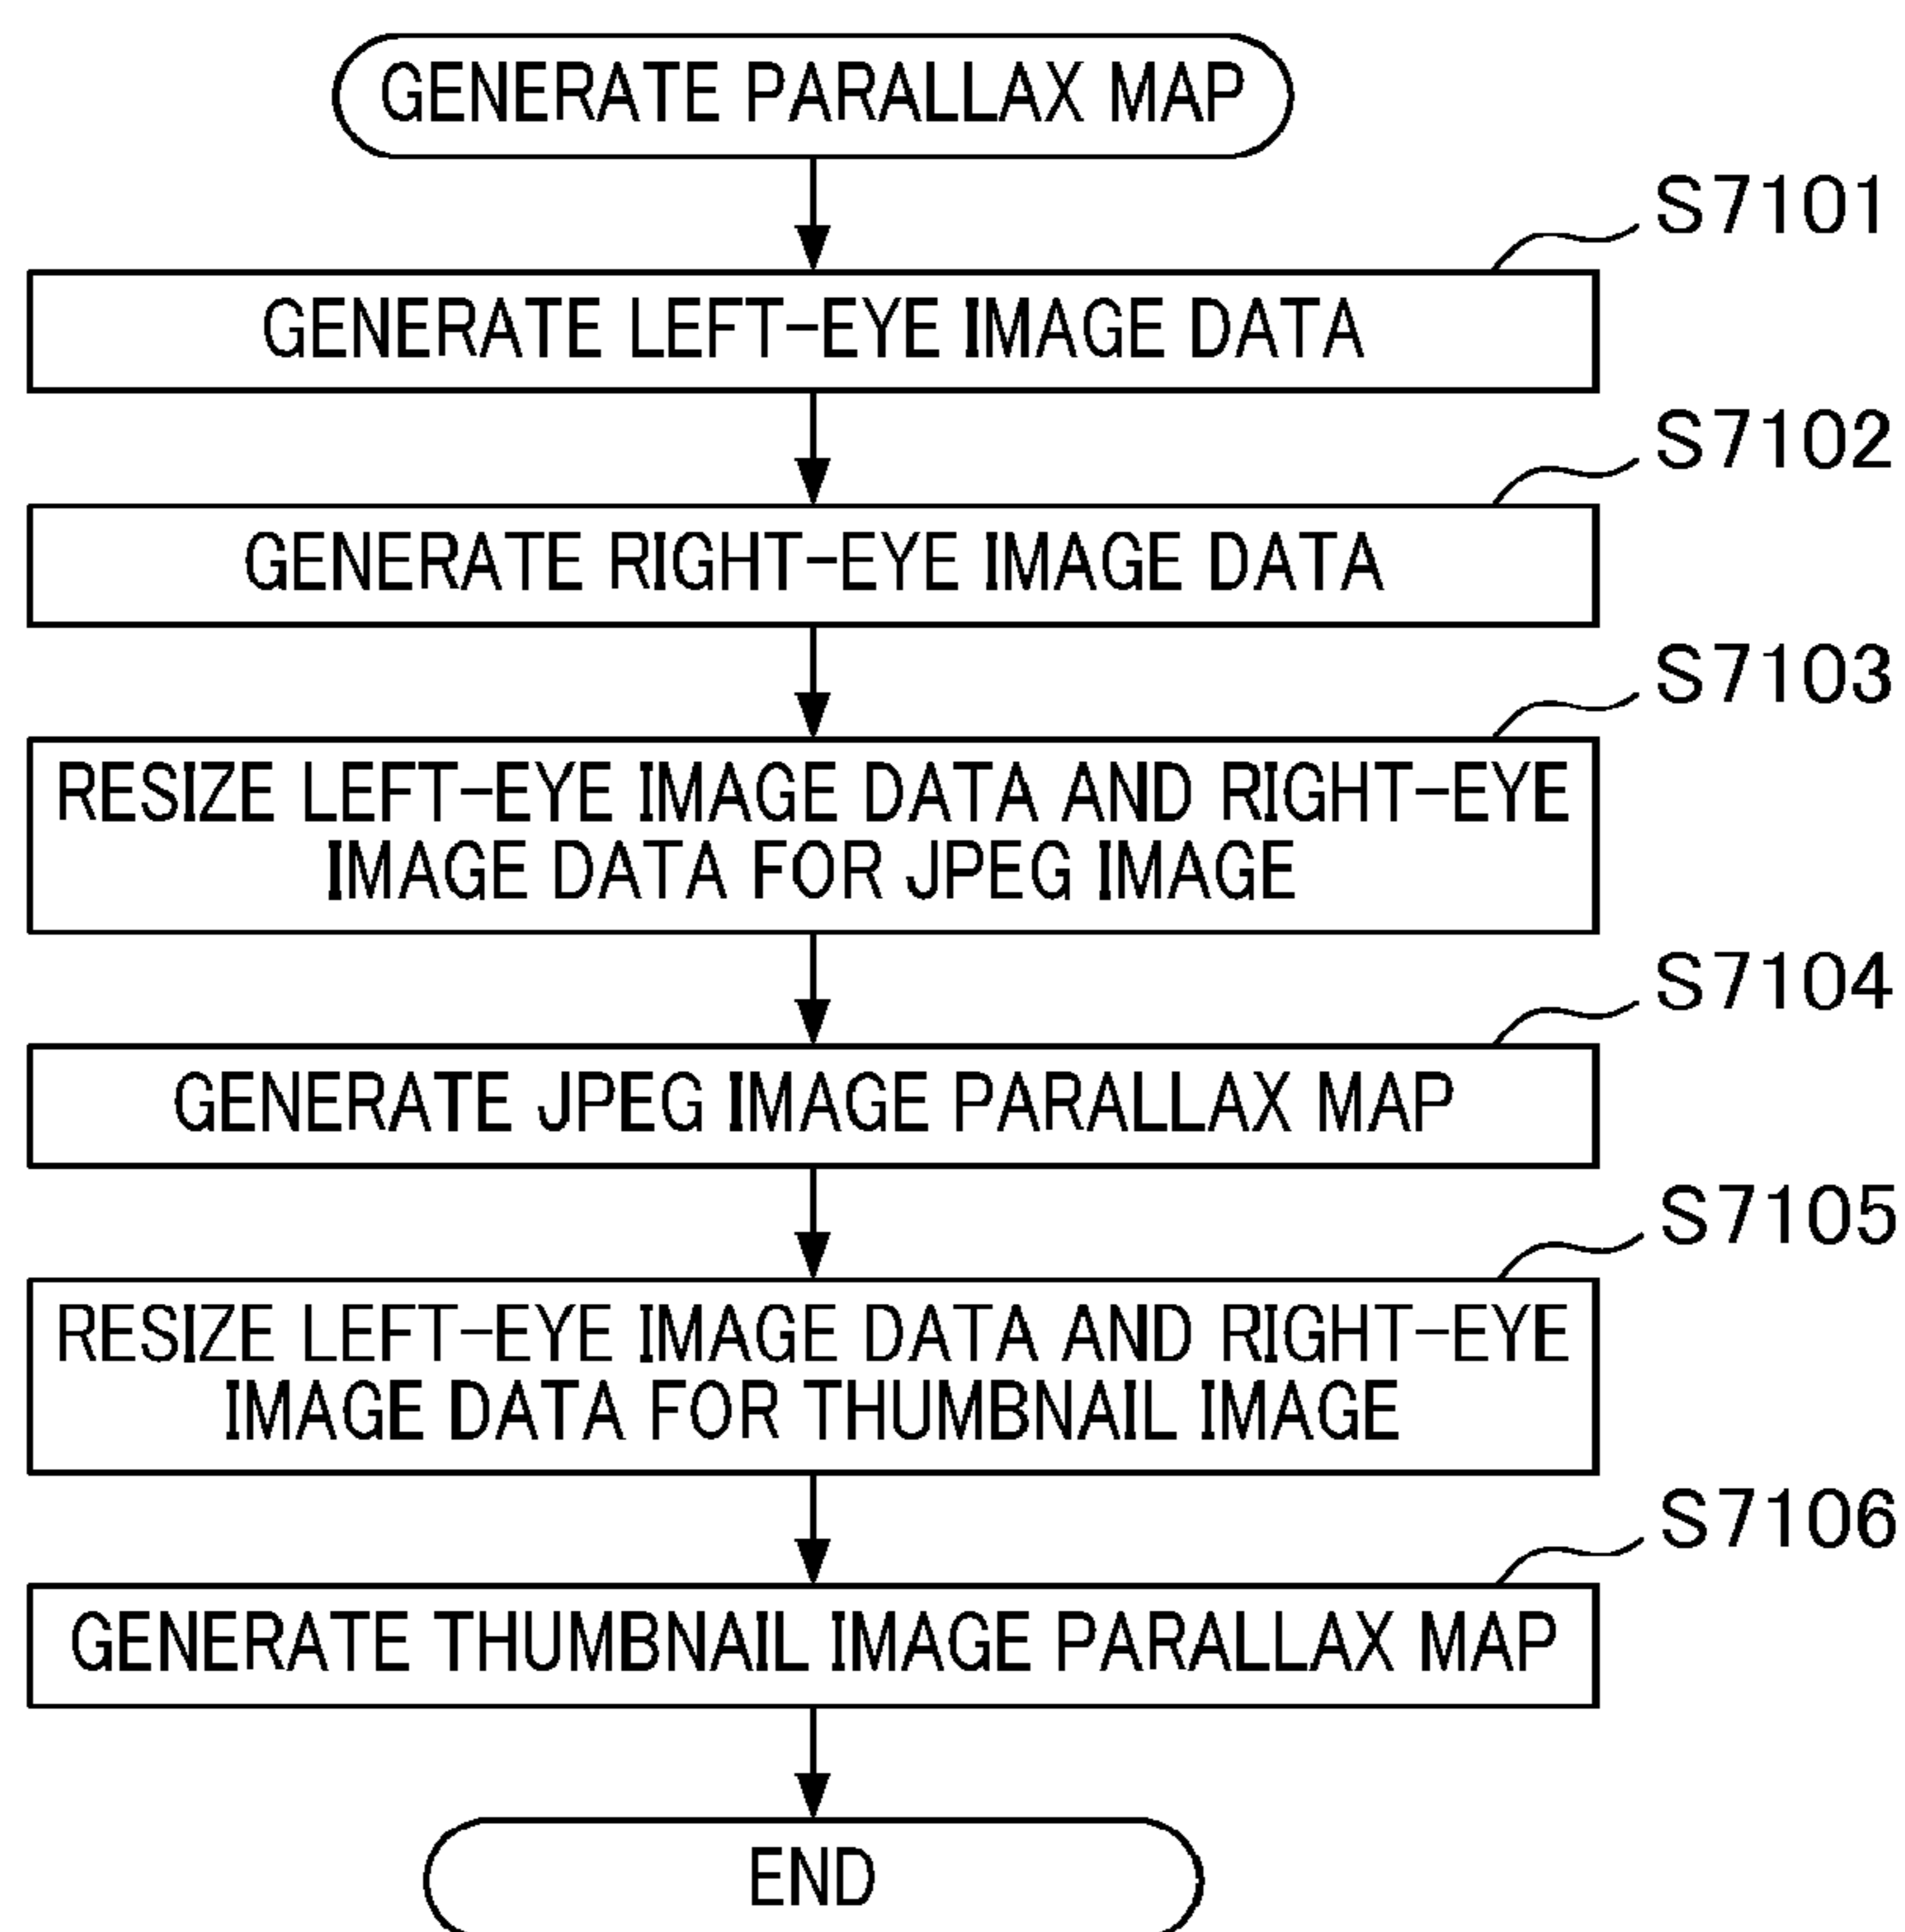 GENERATE PARALLAX MAP
S7101
GENERATE LEFT-EYE IMAGE DATA
S7102
GENERATE RIGHT-EYE IMAGE DATA
S7103
RESIZE LEFT-EYE IMAGE DATA AND RIGHT-EYE
IMAGE DATA FOR JPEG IMAGE
S7104
GENERATE JPEG IMAGE PARALLAX MAP
S7105
RESIZE LEFT-EYE IMAGE DATA AND RIGHT-EYE
IMAGE DATA FOR THUMBNAIL IMAGE
S7106
GENERATE THUMBNAIL IMAGE PARALLAX MAP
END